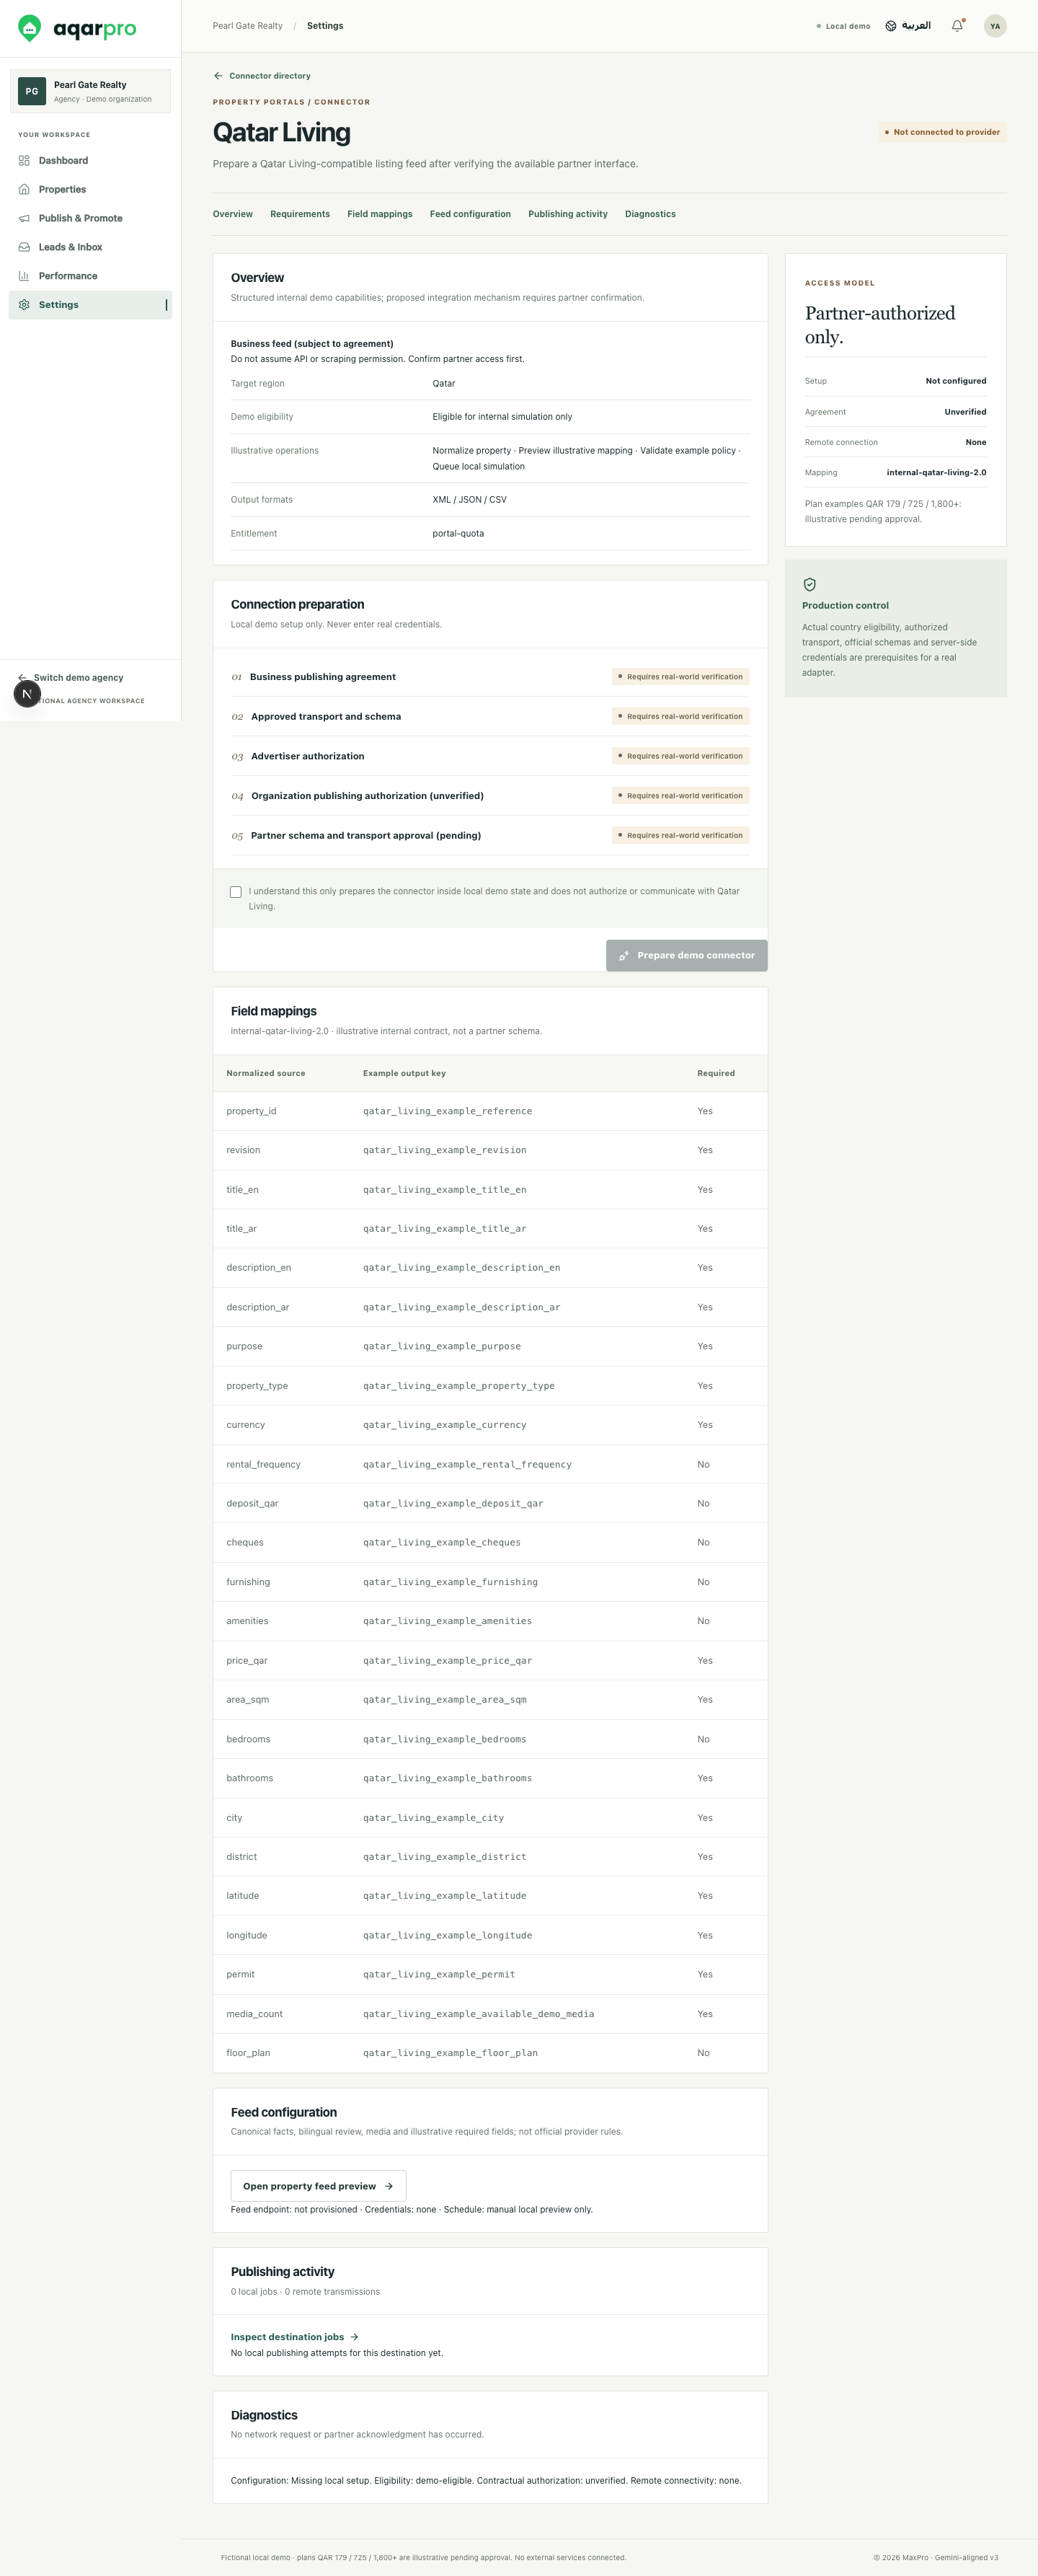 aqarpro
Pearl Gate Realty / Settings
Local demo
العربية
YA
PG
Pearl Gate Realty
Agency · Demo organization
YOUR WORKSPACE
Dashboard
Properties
Publish & Promote
Leads & Inbox
Performance
Settings
Switch demo agency
N
TIONAL AGENCY WORKSPACE
Connector directory
PROPERTY PORTALS / CONNECTOR
Qatar Living
Not connected to provider
Prepare a Qatar Living-compatible listing feed after verifying the available partner interface.
Overview Requirements Field mappings Feed configuration Publishing activity Diagnostics
Overview
Structured internal demo capabilities; proposed integration mechanism requires partner confirmation.
Business feed (subject to agreement)
Do not assume API or scraping permission. Confirm partner access first.
Target region Qatar
Demo eligibility Eligible for internal simulation only
Illustrative operations Normalize property · Preview illustrative mapping · Validate example policy ·
Queue local simulation
Output formats XML / JSON / CSV
Entitlement portal-quota
ACCESS MODEL
Partner-authorized
only.
Setup Not configured
Agreement Unverified
Remote connection None
Mapping internal-qatar-living-2.0
Plan examples QAR 179 / 725 / 1,800+:
illustrative pending approval.
Production control
Actual country eligibility, authorized
transport, official schemas and server-side
credentials are prerequisites for a real
adapter.
Connection preparation
Local demo setup only. Never enter real credentials.
01 Business publishing agreement Requires real-world verification
02 Approved transport and schema Requires real-world verification
03 Advertiser authorization Requires real-world verification
04 Organization publishing authorization (unverified) Requires real-world verification
05 Partner schema and transport approval (pending) Requires real-world verification
I understand this only prepares the connector inside local demo state and does not authorize or communicate with Qatar
Living.
Prepare demo connector
Field mappings
internal-qatar-living-2.0 · illustrative internal contract, not a partner schema.
Normalized source Example output key Required
property_id qatar_living_example_reference Yes
revision qatar_living_example_revision Yes
title_en qatar_living_example_title_en Yes
title_ar qatar_living_example_title_ar Yes
description_en qatar_living_example_description_en Yes
description_ar qatar_living_example_description_ar Yes
purpose qatar_living_example_purpose Yes
property_type qatar_living_example_property_type Yes
currency qatar_living_example_currency Yes
rental_frequency qatar_living_example_rental_frequency No
deposit_qar qatar_living_example_deposit_qar No
cheques qatar_living_example_cheques No
furnishing qatar_living_example_furnishing No
amenities qatar_living_example_amenities No
price_qar qatar_living_example_price_qar Yes
area_sqm qatar_living_example_area_sqm Yes
bedrooms qatar_living_example_bedrooms No
bathrooms qatar_living_example_bathrooms Yes
city qatar_living_example_city Yes
district qatar_living_example_district Yes
latitude qatar_living_example_latitude Yes
longitude qatar_living_example_longitude Yes
permit qatar_living_example_permit Yes
media_count qatar_living_example_available_demo_media Yes
floor_plan qatar_living_example_floor_plan No
Feed configuration
Canonical facts, bilingual review, media and illustrative required fields; not official provider rules.
Open property feed preview
Feed endpoint: not provisioned · Credentials: none · Schedule: manual local preview only.
Publishing activity
0 local jobs · 0 remote transmissions
Inspect destination jobs
No local publishing attempts for this destination yet.
Diagnostics
No network request or partner acknowledgment has occurred.
Configuration: Missing local setup. Eligibility: demo-eligible. Contractual authorization: unverified. Remote connectivity: none.
Fictional local demo · plans QAR 179 / 725 / 1,800+ are illustrative pending approval. No external services connected.
© 2026 MaxPro · Gemini-aligned v3